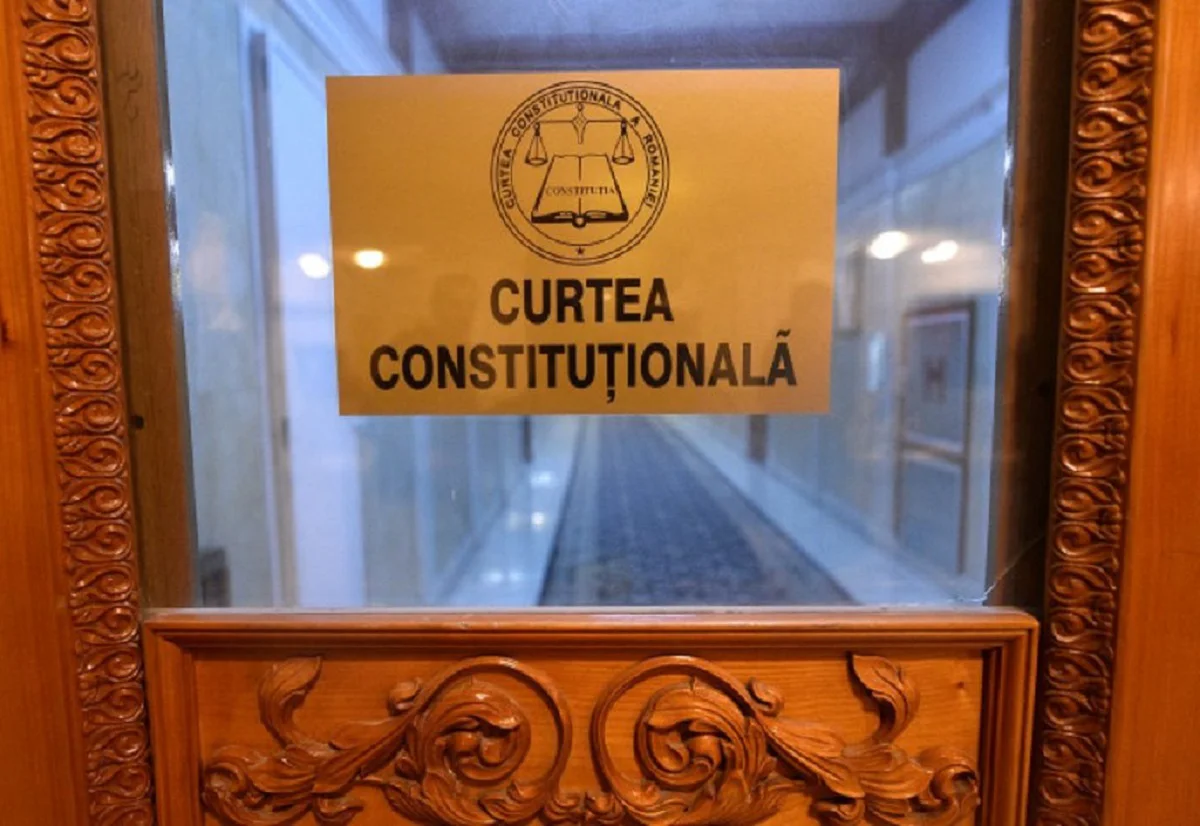 CURTEA CONSTITUTIONALA A ROMANIEI
CONSTITUTIA
CURTEA
CONSTITUȚIONALÃ